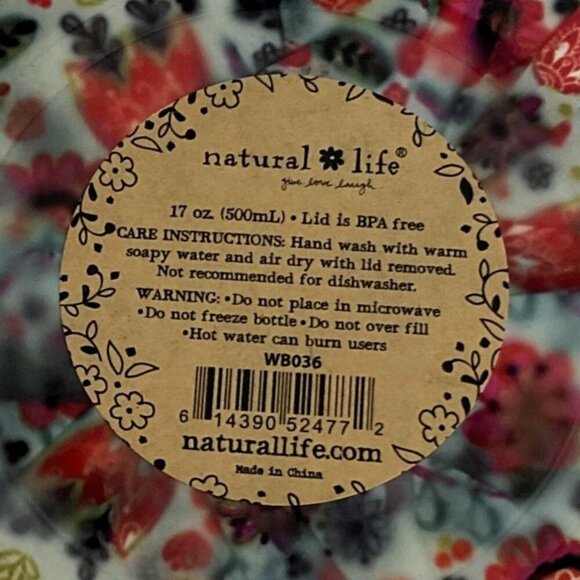 natural life®
give love laugh
17 oz. (500mL) • Lid is BPA free
CARE INSTRUCTIONS: Hand wash with warm
soapy water and air dry with lid removed.
Not recommended for dishwasher.
WARNING: •Do not place in microwave
•Do not freeze bottle •Do not over fill
•Hot water can burn users
WB036
6 14390 52477 2
naturallife.com
Made in China